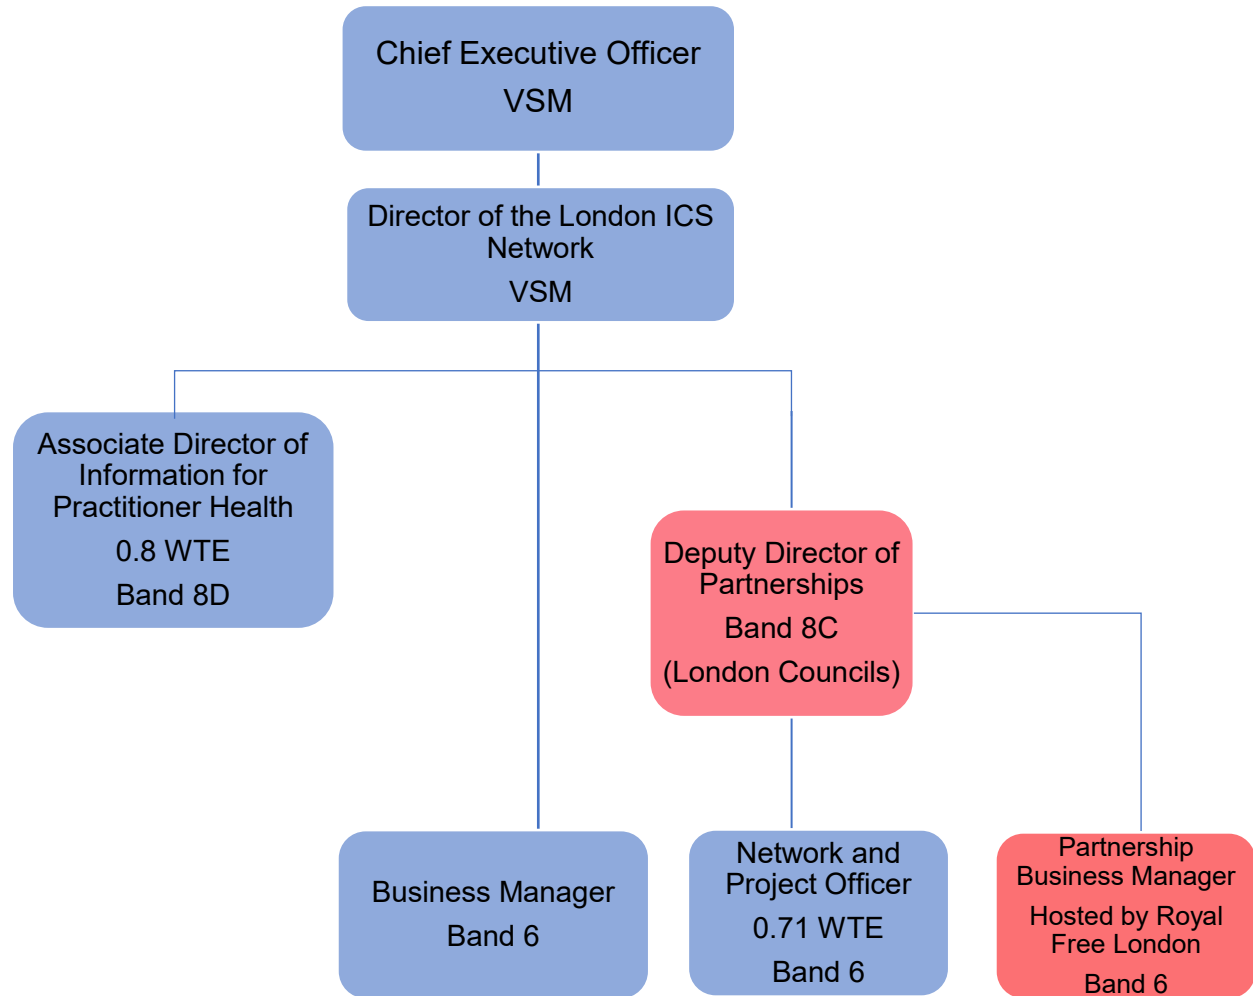 Chief Executive Officer
VSM
Director of the London ICS
Network
VSM
Associate Director of
Information for
Practitioner Health
0.8 WTE
Band 8D
Deputy Director of
Partnerships
Band 8C
(London Councils)
Business Manager
Band 6
Network and
Project Officer
0.71 WTE
Band 6
Partnership
Business Manager
Hosted by Royal
Free London
Band 6